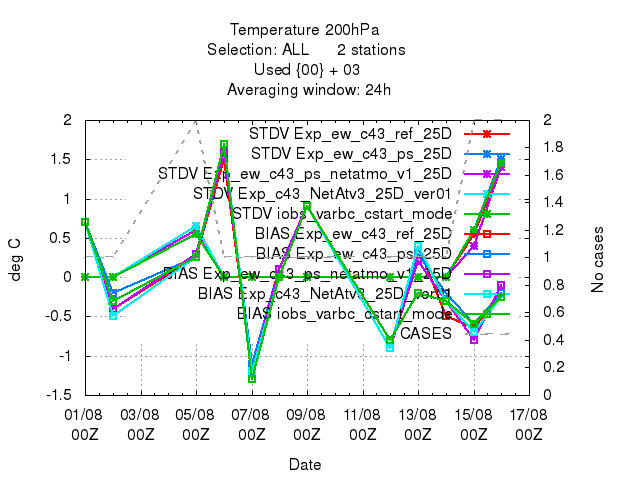 Temperature 200hPa
Selection: ALL 2 stations
Used {00} + 03
Averaging window: 24h
deg C
2
1.5
1
0.5
0
-0.5
-1
-1.5
STDV Exp_ew_c43_ref_25D
STDV Exp_ew_c43_ps_25D
STDV Exp_ew_c43_ps_netatmo_v1_25D
STDV Exp_c43_NetAtv3_25D_ver01
STDV iobs_varbc_cstart_mode
BIAS Exp_ew_c43_ref_25D
BIAS Exp_ew_c43_ps_25D
BIAS Exp_ew_c43_ps_netatmo_v1_25D
BIAS Exp_c43_NetAtv3_25D_ver01
BIAS iobs_varbc_cstart_mode
CASES
2
1.8
1.6
1.4
1.2
1
0.8
0.6
0.4
0.2
0
No cases
01/08 03/08 05/08 07/08 09/08 11/08 13/08 15/08 17/08
00Z 00Z 00Z 00Z 00Z 00Z 00Z 00Z 00Z
Date